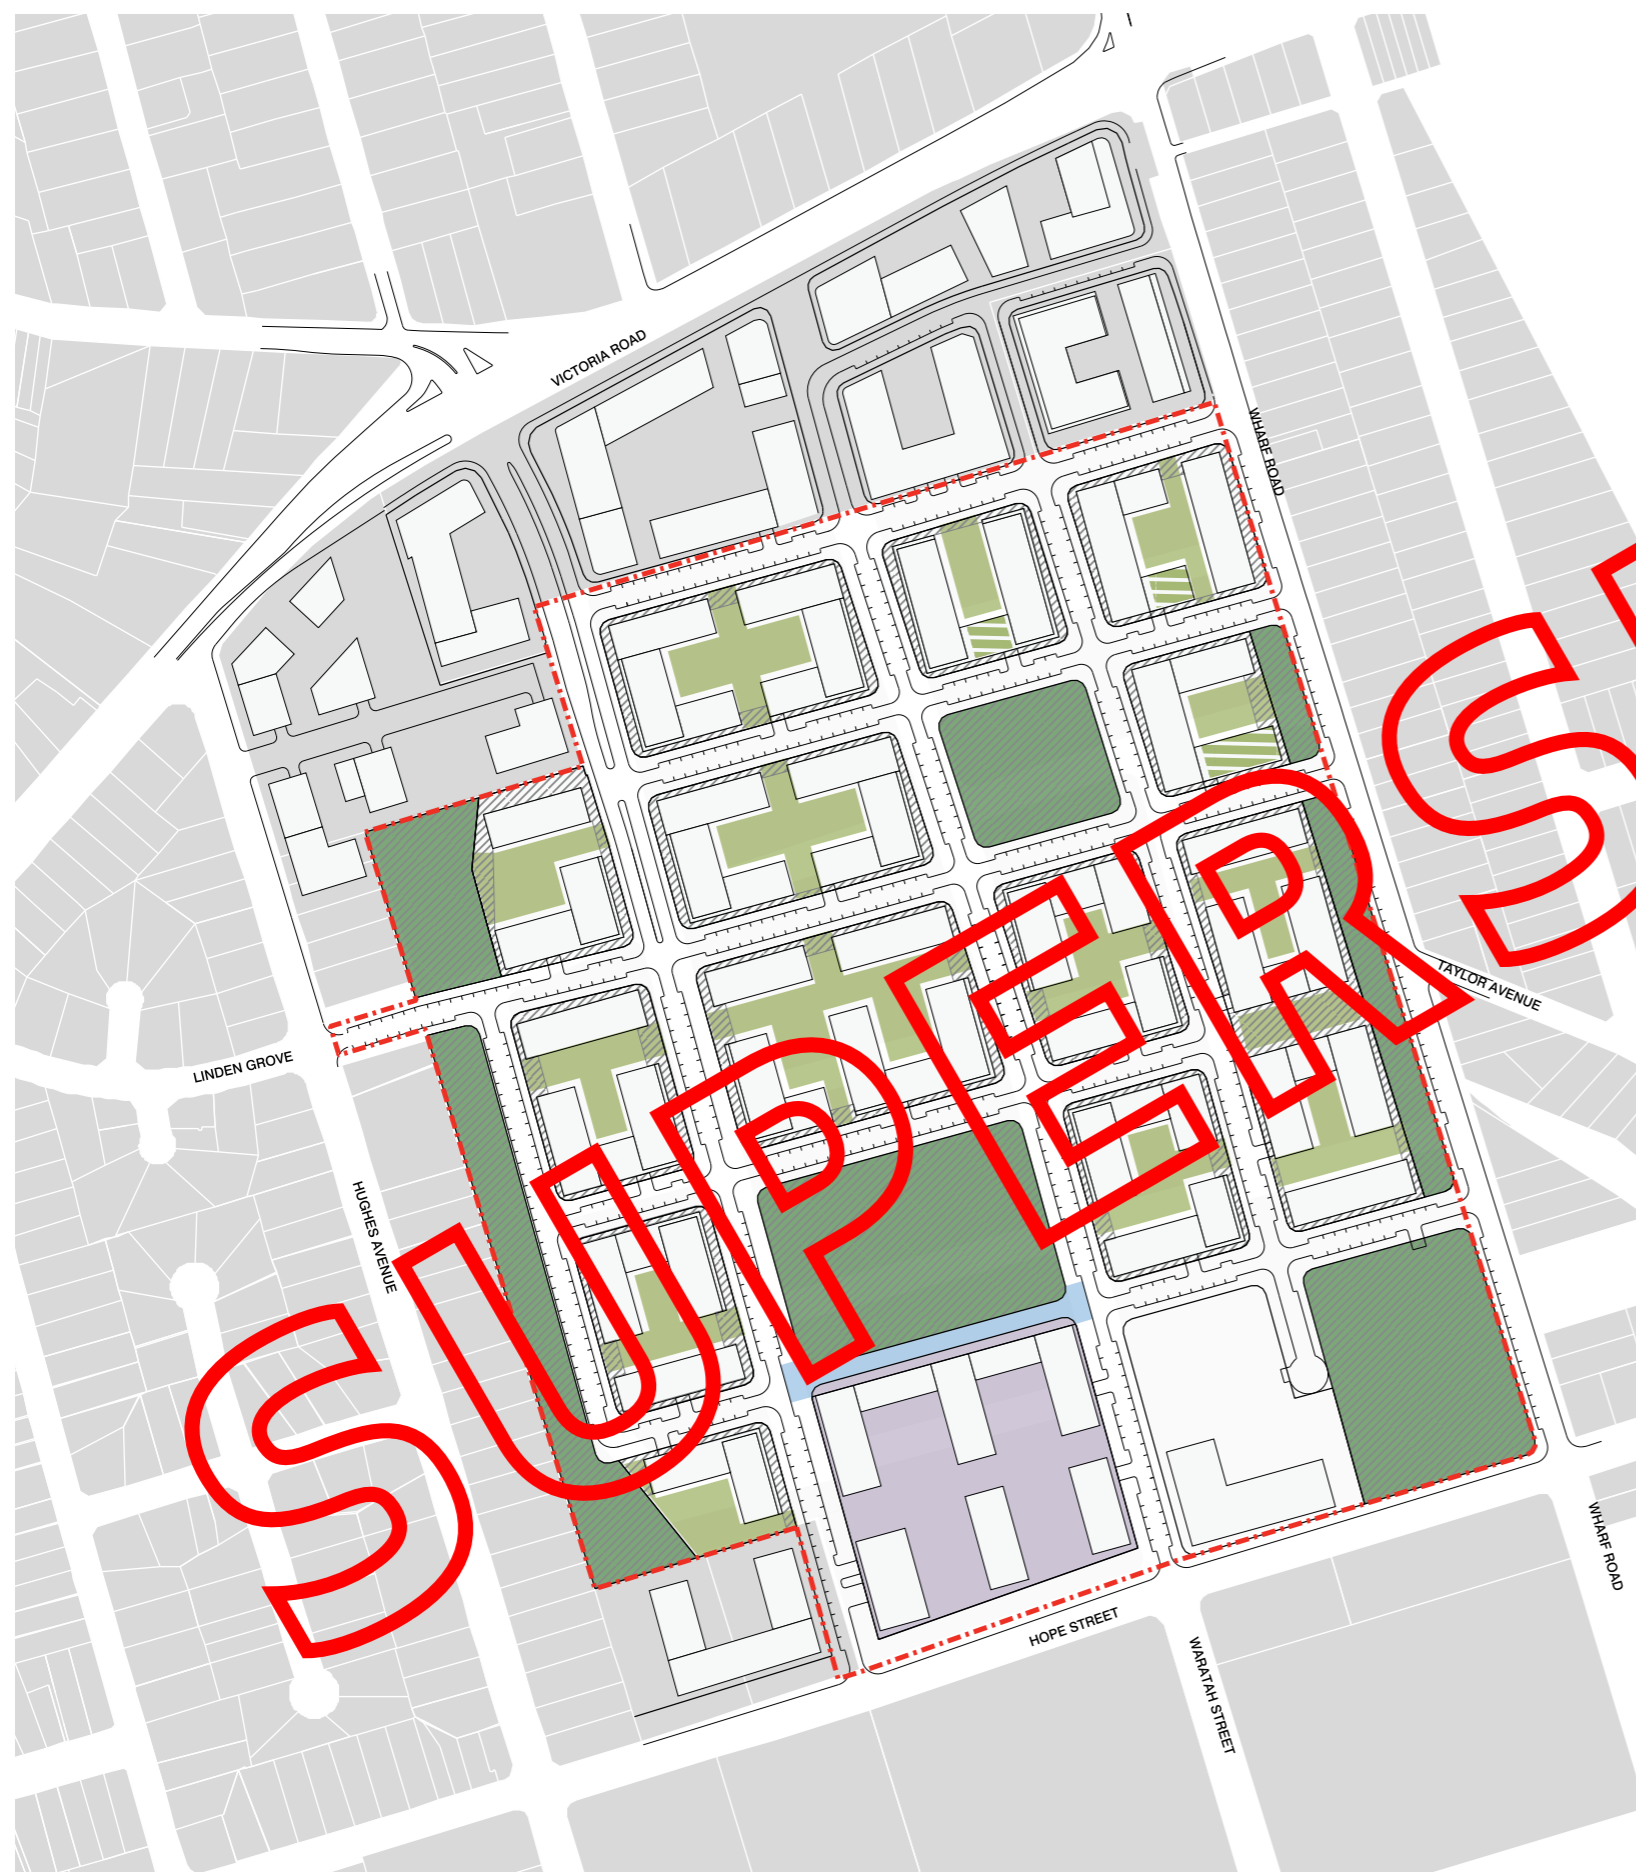 VICTORIA ROAD
WHARF ROAD
TAYLOR AVENUE
LINDEN GROVE
HUGHES AVENUE
SUPERS
HOPE STREET
WARATAH STREET
WHARF ROAD